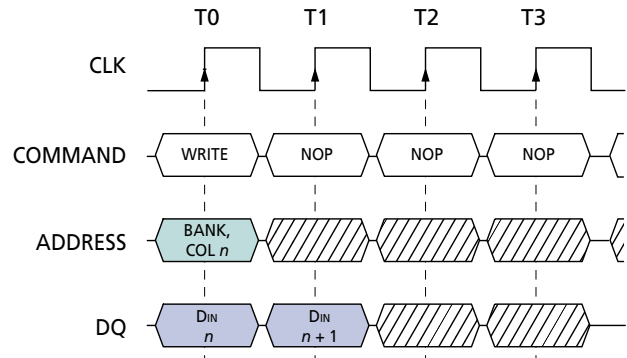 T0 T1 T2 T3
CLK
COMMAND WRITE NOP NOP NOP
ADDRESS BANK,
COL n
DQ DIN
n
DIN
n + 1